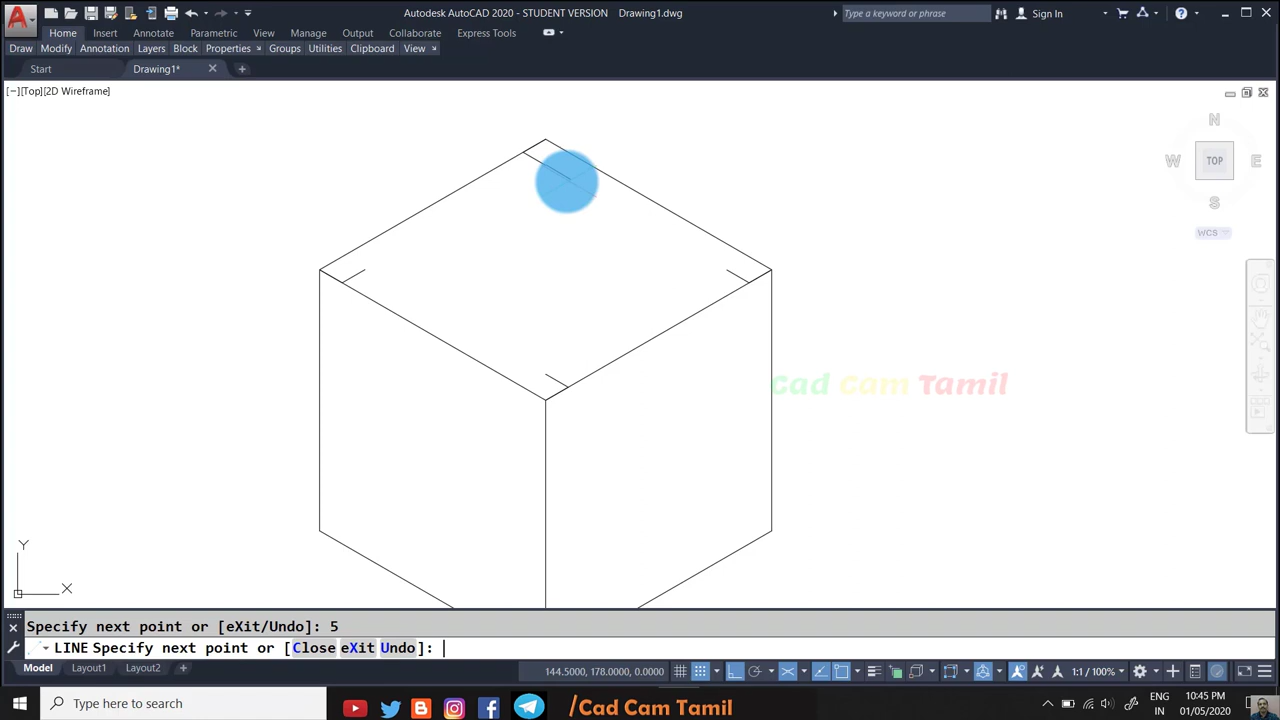 Autodesk AutoCAD 2020 - STUDENT VERSION Drawing1.dwg
Type a keyword or phrase
Sign In
Home Insert Annotate Parametric View Manage Output Collaborate Express Tools
Draw Modify Annotation Layers Block Properties Groups Utilities Clipboard View
Start Drawing1*
[−][Top][2D Wireframe]
N
W TOP E
S
WCS
Cad Cam Tamil
Y
X
Specify next point or [eXit/Undo]: 5
LINE Specify next point or [Close eXit Undo]:
Model Layout1 Layout2
144.5000, 178.0000, 0.0000
1:1 / 100%
Type here to search
/Cad Cam Tamil
ENG
IN
10:45 PM
01/05/2020